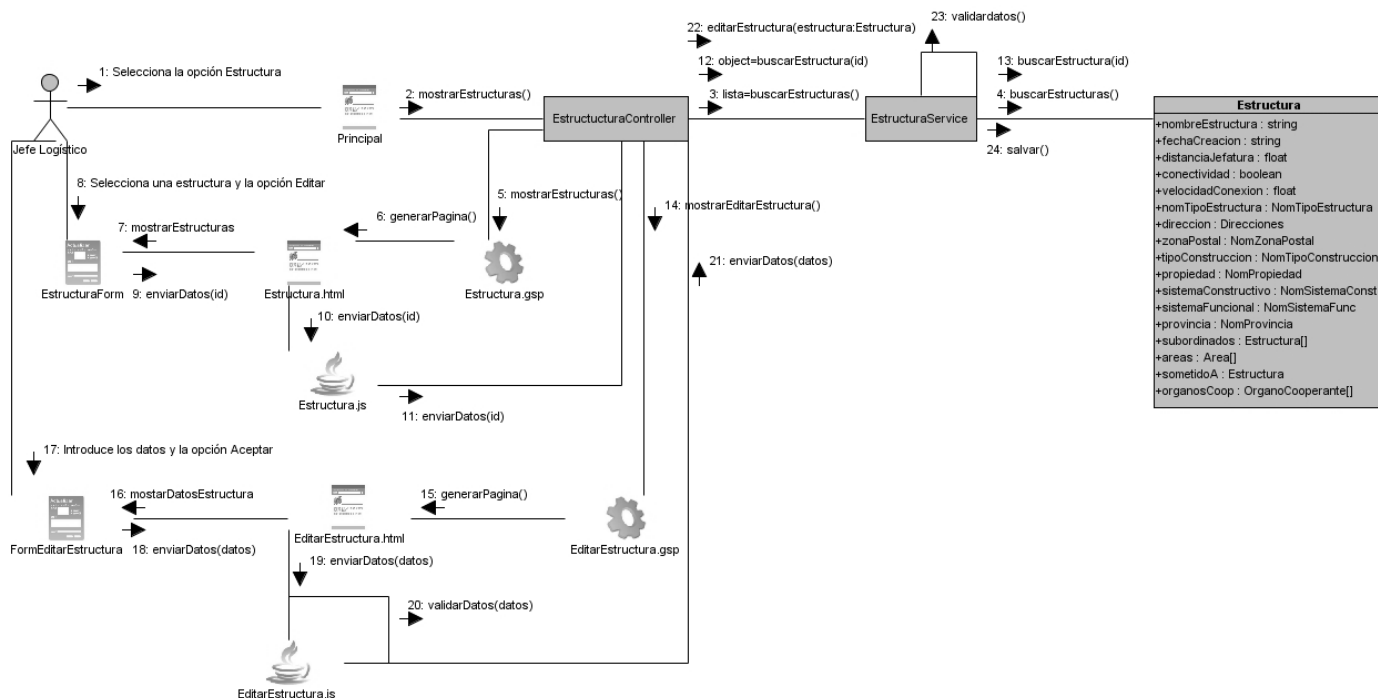 23: validardatos()
22: editarEstructura(estructura:Estructura)
12: object=buscarEstructura(id)
13: buscarEstructura(id)
1: Selecciona la opción Estructura
2: mostrarEstructuras()
3: lista=buscarEstructuras()
4: buscarEstructuras()
Principal
EstructucturaController
EstructuraService
24: salvar()
Jefe Logístico
Estructura
+nombreEstructura : string
+fechaCreacion : string
+distanciaJefatura : float
+conectividad : boolean
+velocidadConexion : float
+nomTipoEstructura : NomTipoEstructura
+direccion : Direcciones
+zonaPostal : NomZonaPostal
+tipoConstruccion : NomTipoConstruccion
+propiedad : NomPropiedad
+sistemaConstructivo : NomSistemaConst
+sistemaFuncional : NomSistemaFunc
+provincia : NomProvincia
+subordinados : Estructura[]
+areas : Area[]
+sometidoA : Estructura
+organosCoop : OrganoCooperante[]
8: Selecciona una estructura y la opción Editar
5: mostrarEstructuras()
14: mostrarEditarEstructura()
6: generarPagina()
7: mostrarEstructuras
21: enviarDatos(datos)
EstructuraForm
9: enviarDatos(id)
Estructura.html
Estructura.gsp
10: enviarDatos(id)
Estructura.js
11: enviarDatos(id)
17: Introduce los datos y la opción Aceptar
16: mostarDatosEstructura
15: generarPagina()
FormEditarEstructura
18: enviarDatos(datos)
EditarEstructura.html
EditarEstructura.gsp
19: enviarDatos(datos)
20: validarDatos(datos)
EditarEstructura.js